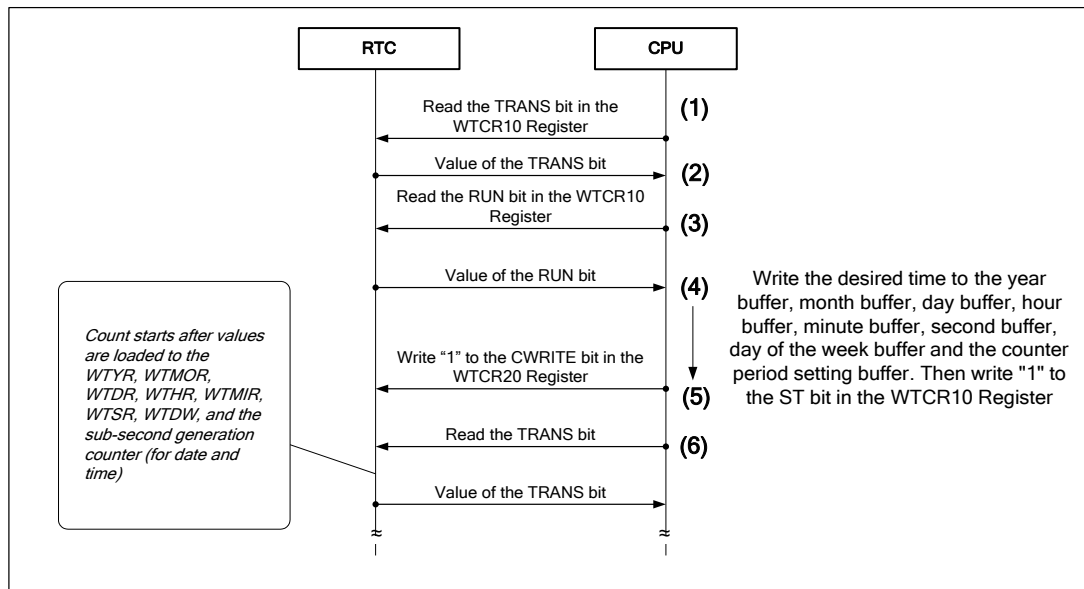 RTC
CPU
Read the TRANS bit in the
WTCR10 Register
(1)
Value of the TRANS bit
(2)
Read the RUN bit in the WTCR10
Register
(3)
Value of the RUN bit
(4)
Write the desired time to the year
buffer, month buffer, day buffer, hour
buffer, minute buffer, second buffer,
day of the week buffer and the counter
period setting buffer. Then write "1" to
the ST bit in the WTCR10 Register
Count starts after values
are loaded to the
WTYR, WTMOR,
WTDR, WTHR, WTMIR,
WTSR, WTDW, and the
sub-second generation
counter (for date and
time)
Write “1” to the CWRITE bit in the
WTCR20 Register
(5)
Read the TRANS bit
(6)
Value of the TRANS bit